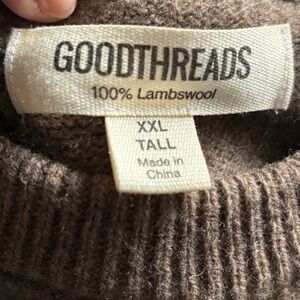 GOODTHREADS
100% Lambswool
XXL
TALL
Made in
China